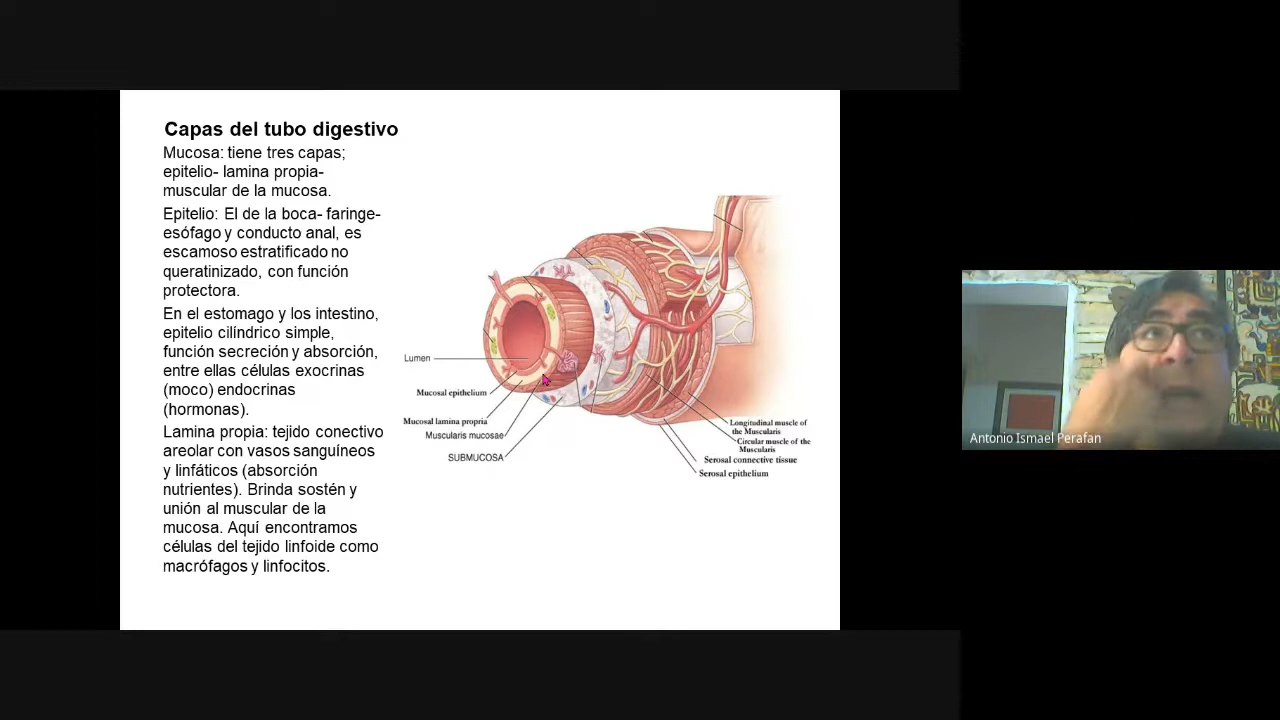 Capas del tubo digestivo
Mucosa: tiene tres capas;
epitelio- lamina propia-
muscular de la mucosa.
Epitelio: El de la boca- faringe-
esófago y conducto anal, es
escamoso estratificado no
queratinizado, con función
protectora.
En el estomago y los intestino,
epitelio cilíndrico simple,
función secreción y absorción,
entre ellas células exocrinas
(moco) endocrinas
(hormonas).
Lamina propia: tejido conectivo
areolar con vasos sanguíneos
y linfáticos (absorción
nutrientes). Brinda sostén y
unión al muscular de la
mucosa. Aquí encontramos
células del tejido linfoide como
macrófagos y linfocitos.
Lumen
Mucosal epithelium
Mucosal lamina propria
Muscularis mucosae
SUBMUCOSA
Longitudinal muscle of
the Muscularis
Circular muscle of the
Muscularis
Serosal connective tissue
Serosal epithelium
Antonio Ismael Perafan